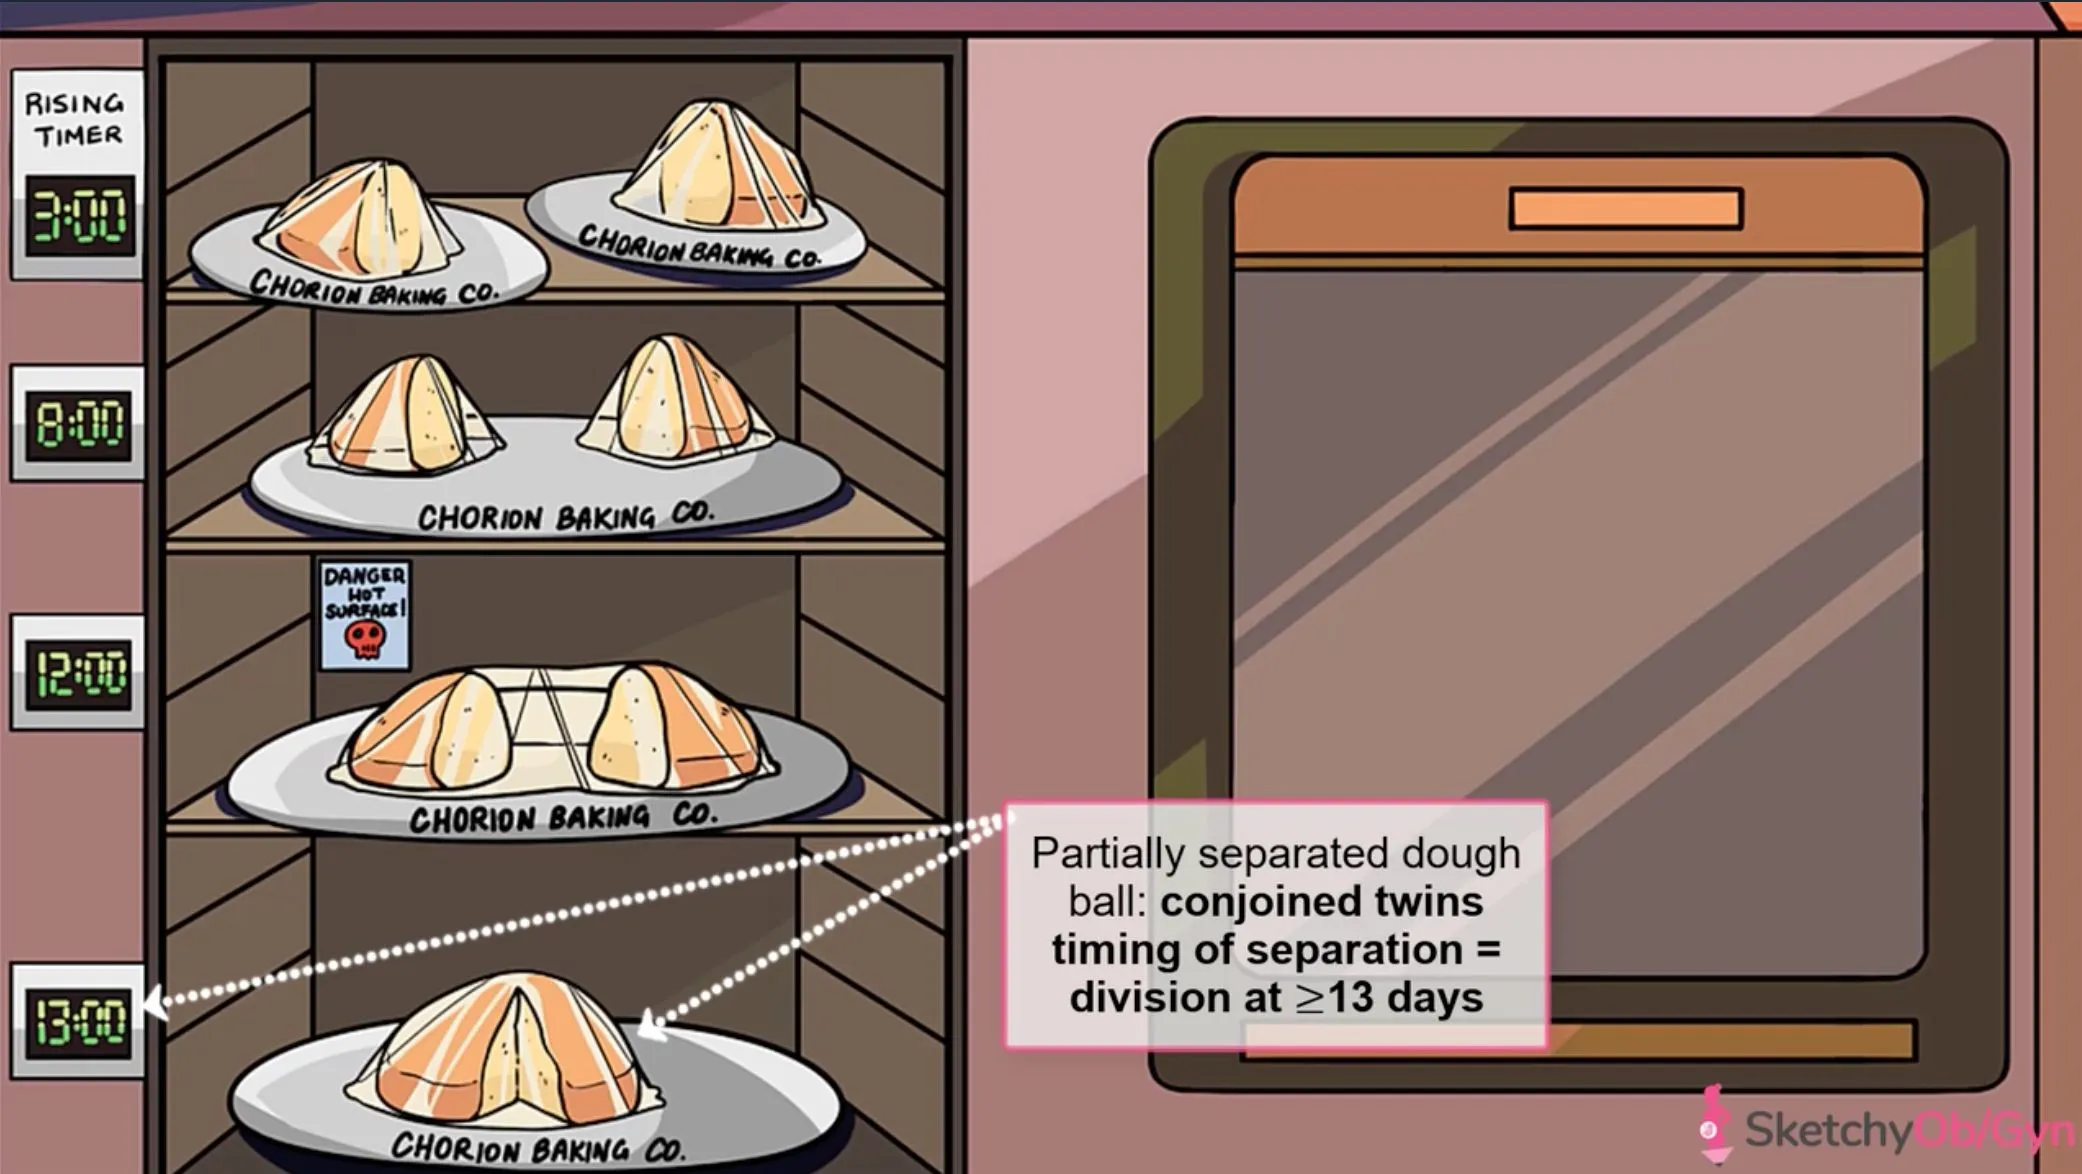 RISING
TIMER
3:00
CHORION BAKING CO.
CHORION BAKING CO.
8:00
CHORION BAKING CO.
DANGER
HOT
SURFACE!
12:00
CHORION BAKING CO.
Partially separated dough
ball: conjoined twins
timing of separation =
division at ≥13 days
13:00
CHORION BAKING CO.
SketchyOb/Gyn